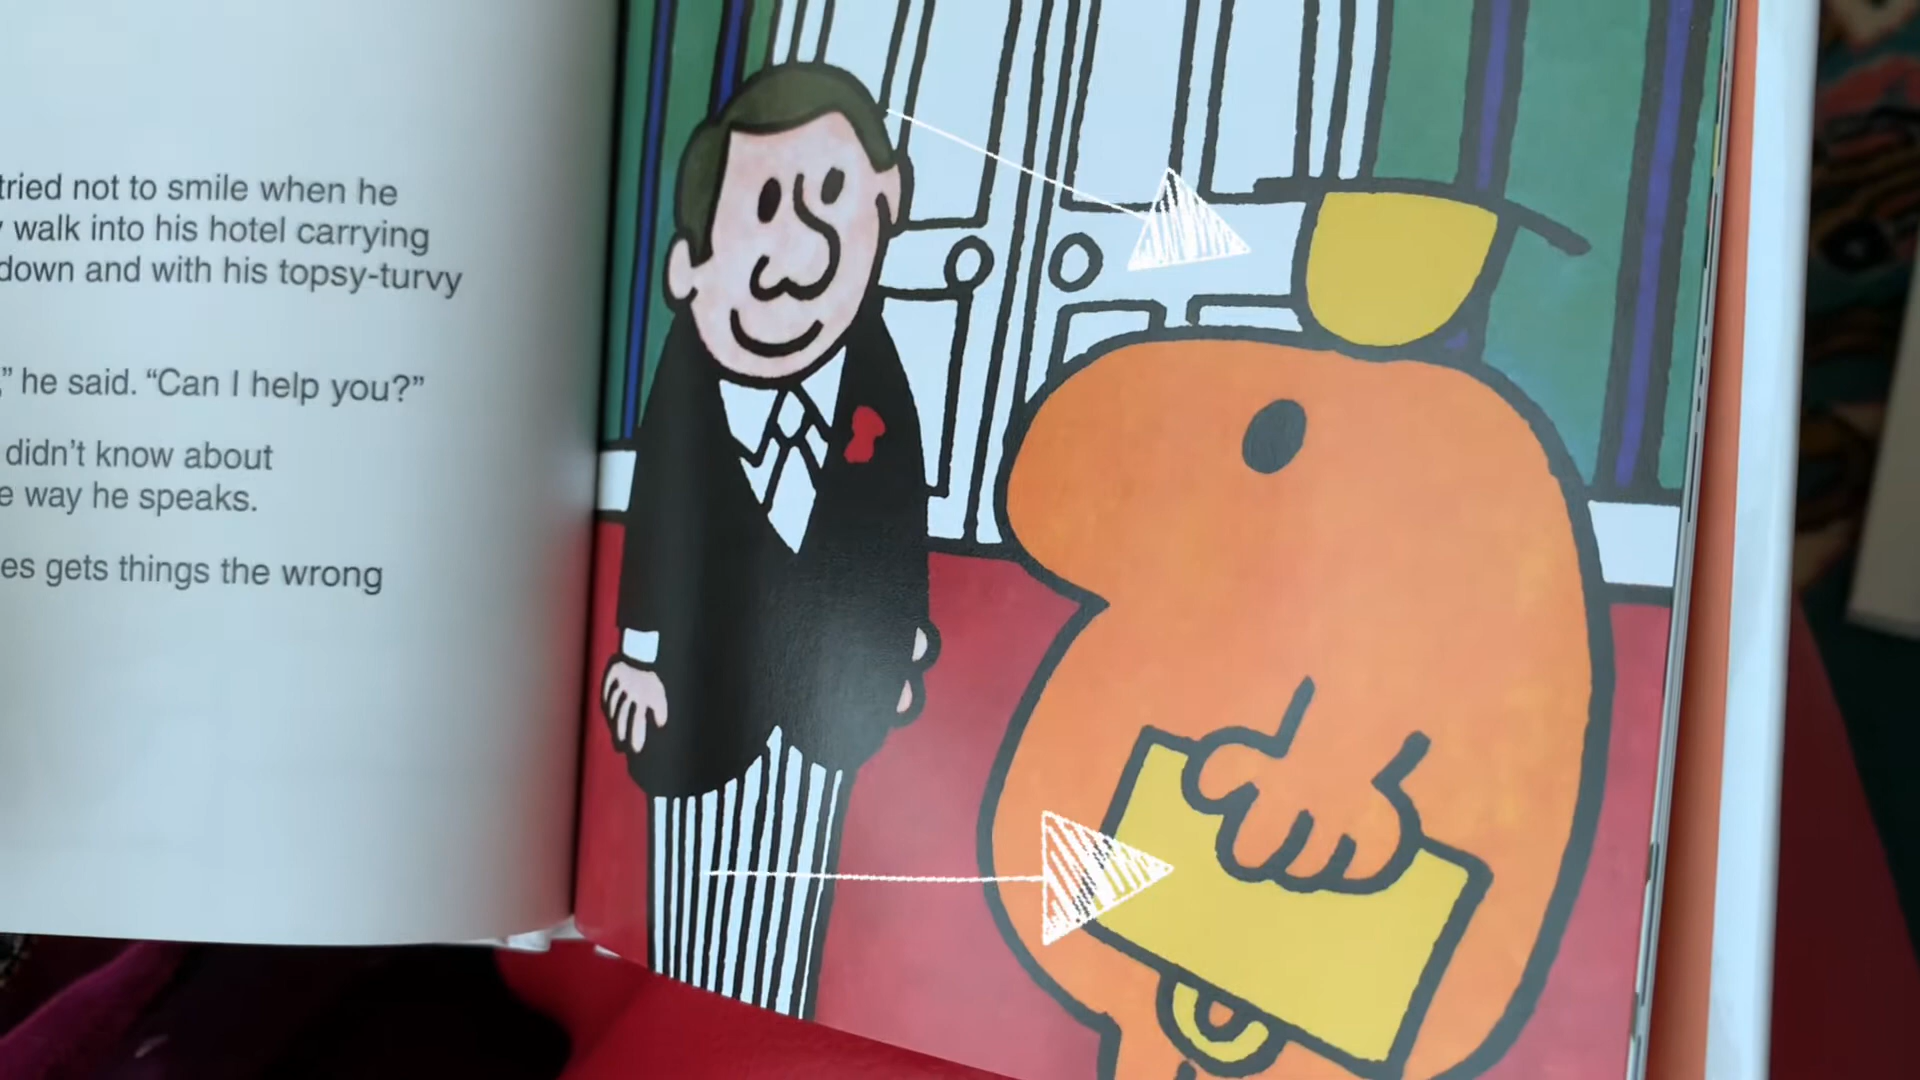 tried not to smile when he
walk into his hotel carrying
down and with his topsy-turvy
,” he said. “Can I help you?”
didn’t know about
e way he speaks.
es gets things the wrong